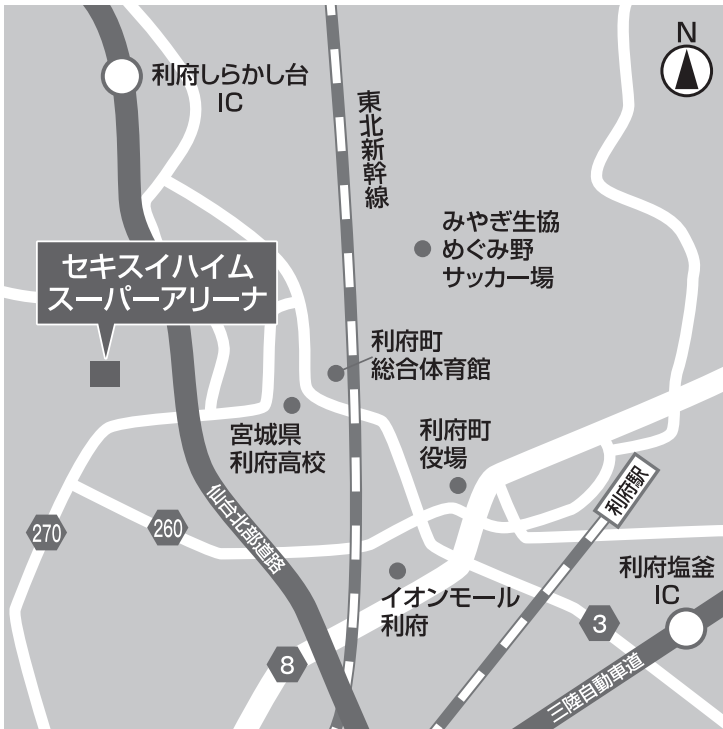 N
利府しらかし台
IC
東北新幹線
みやぎ生協
めぐみ野
サッカー場
セキスイハイム
スーパーアリーナ
利府町
総合体育館
宮城県
利府高校
利府町
役場
利府駅
270
260
仙台北部道路
イオンモール
利府
利府塩釜
IC
3
8
三陸自動車道